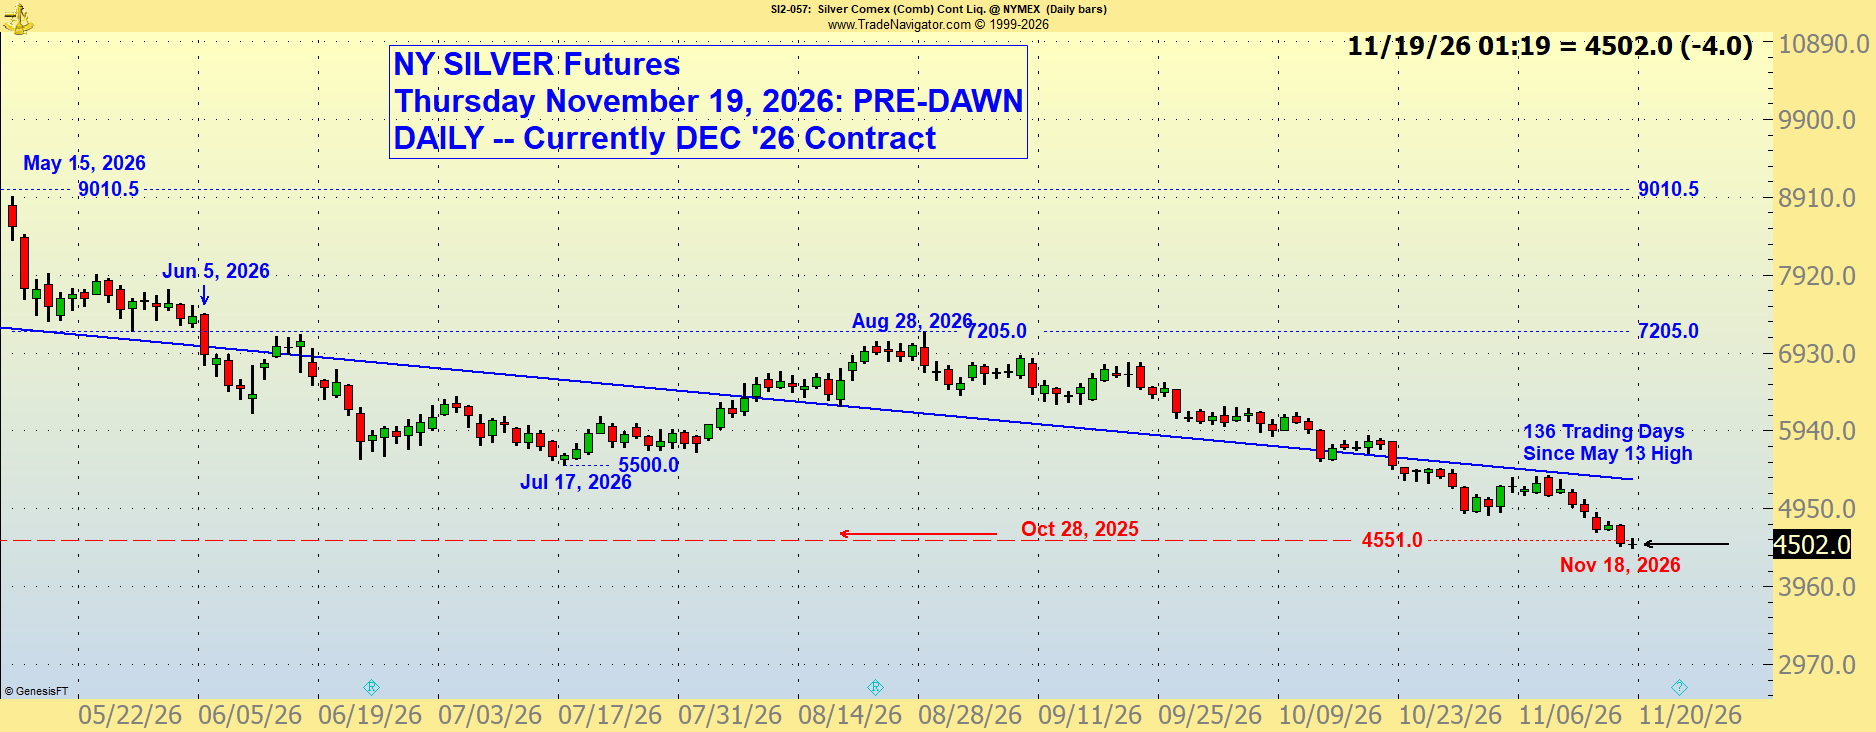 SI2-057: Silver Comex (Comb) Cont Liq. @ NYMEX (Daily bars)
www.TradeNavigator.com © 1999-2026
11/19/26 01:19 = 4502.0 (-4.0)
NY SILVER Futures
Thursday November 19, 2026: PRE-DAWN
DAILY -- Currently DEC '26 Contract
May 15, 2026
9010.5
9010.5
Jun 5, 2026
Aug 28, 2026
7205.0
7205.0
136 Trading Days
Since May 13 High
5500.0
Jul 17, 2026
Oct 28, 2025
4551.0
Nov 18, 2026
10890.0
9900.0
8910.0
7920.0
6930.0
5940.0
4950.0
4502.0
3960.0
2970.0
© GenesisFT
R
R
?
05/22/26 06/05/26 06/19/26 07/03/26 07/17/26 07/31/26 08/14/26 08/28/26 09/11/26 09/25/26 10/09/26 10/23/26 11/06/26 11/20/26